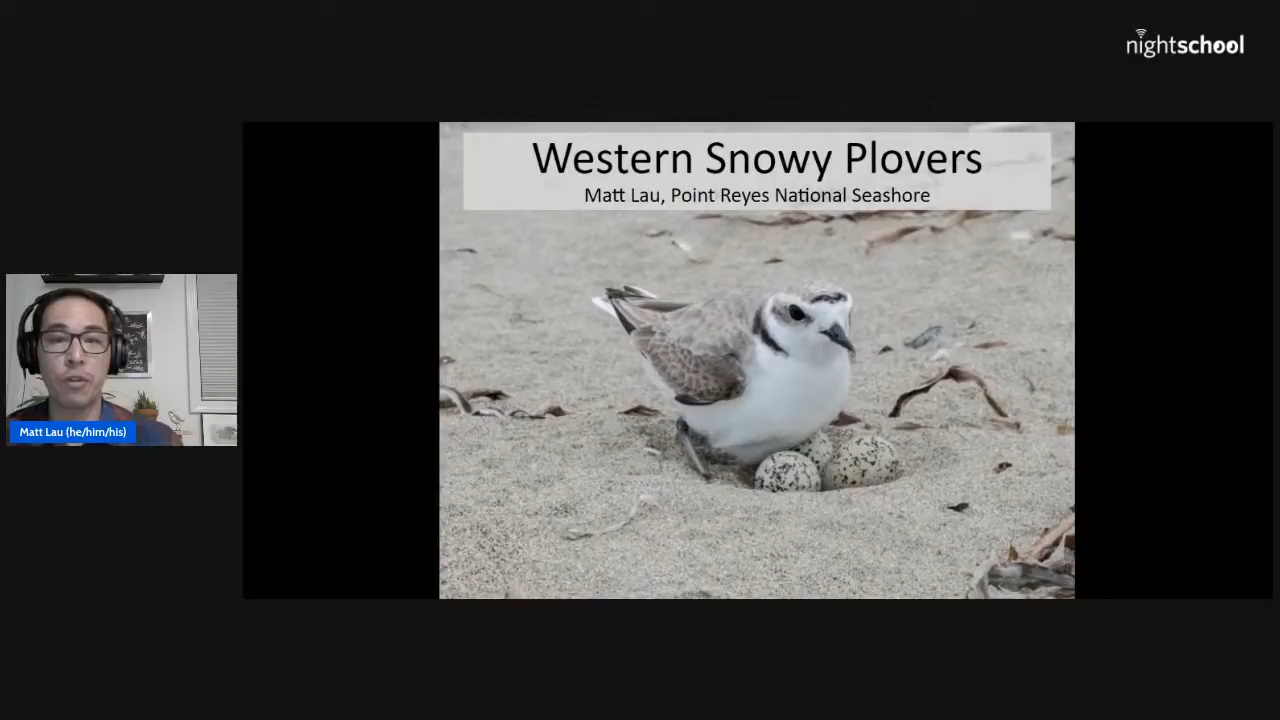 nightschool
Western Snowy Plovers
Matt Lau, Point Reyes National Seashore
Matt Lau (he/him/his)